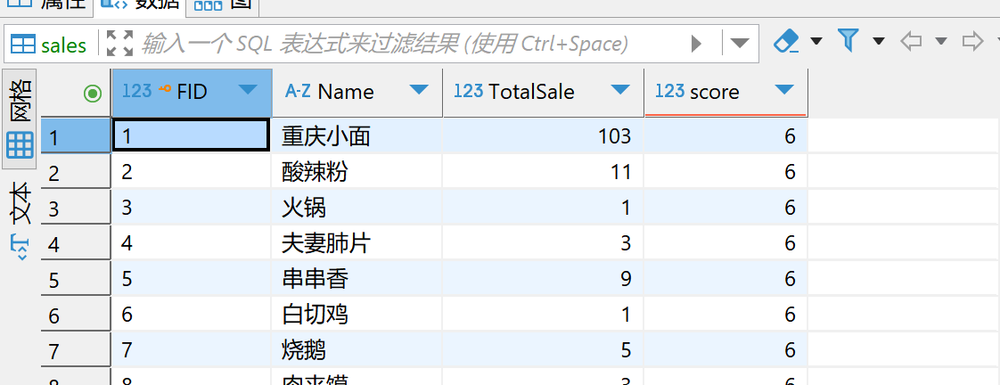 属性 数据 图
sales 输入一个 SQL 表达式来过滤结果 (使用 Ctrl+Space)
网格
文本
123 FID A-Z Name 123 TotalSale 123 score
1 1 重庆小面 103 6
2 2 酸辣粉 11 6
3 3 火锅 1 6
4 4 夫妻肺片 3 6
5 5 串串香 9 6
6 6 白切鸡 1 6
7 7 烧鹅 5 6
8 8 肉夹馍 3 6